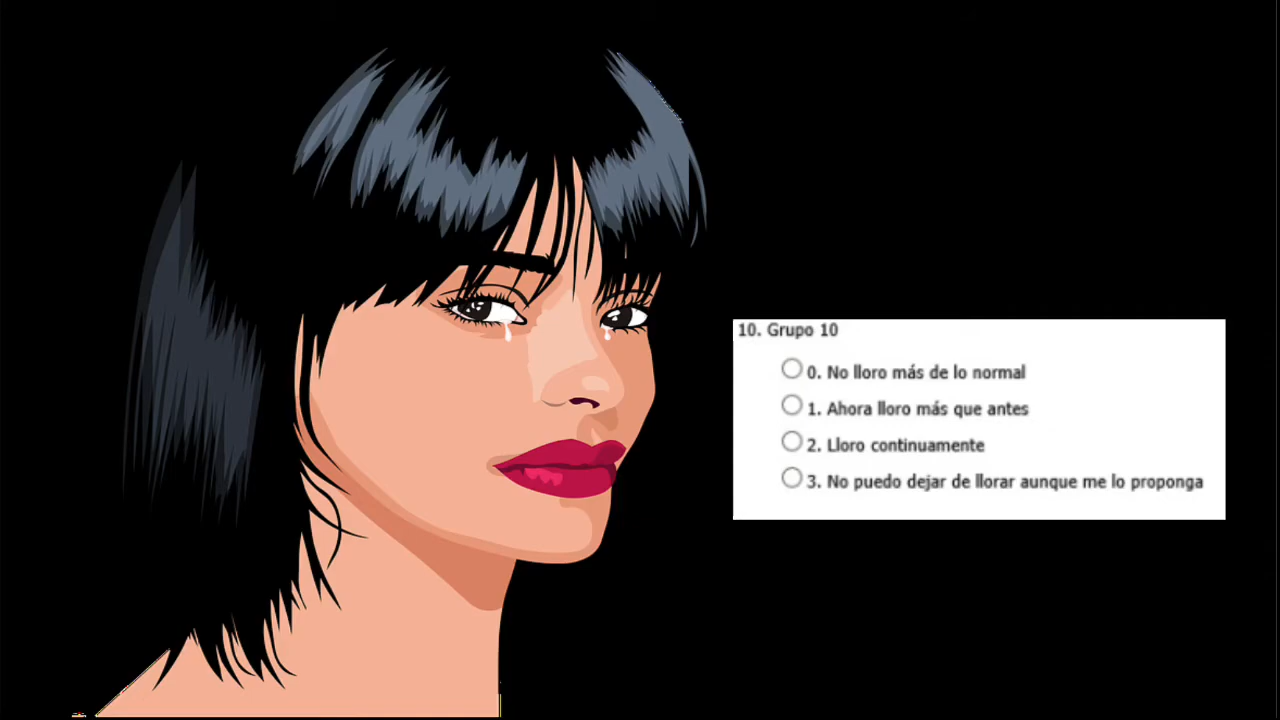 10. Grupo 10
0. No lloro más de lo normal
1. Ahora lloro más que antes
2. Lloro continuamente
3. No puedo dejar de llorar aunque me lo proponga